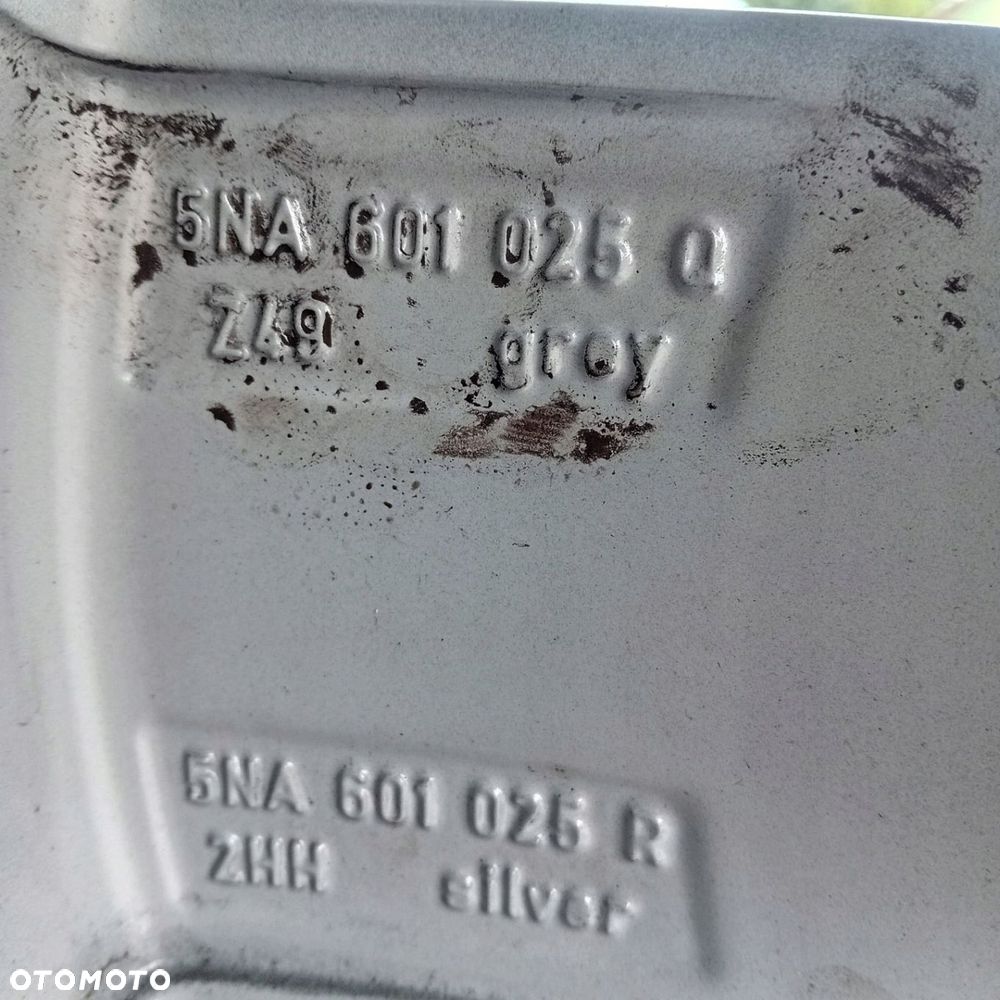 5NA 601 025 Q
Z49 grey
5NA 601 025 R
ZHH silver
OTOMOTO